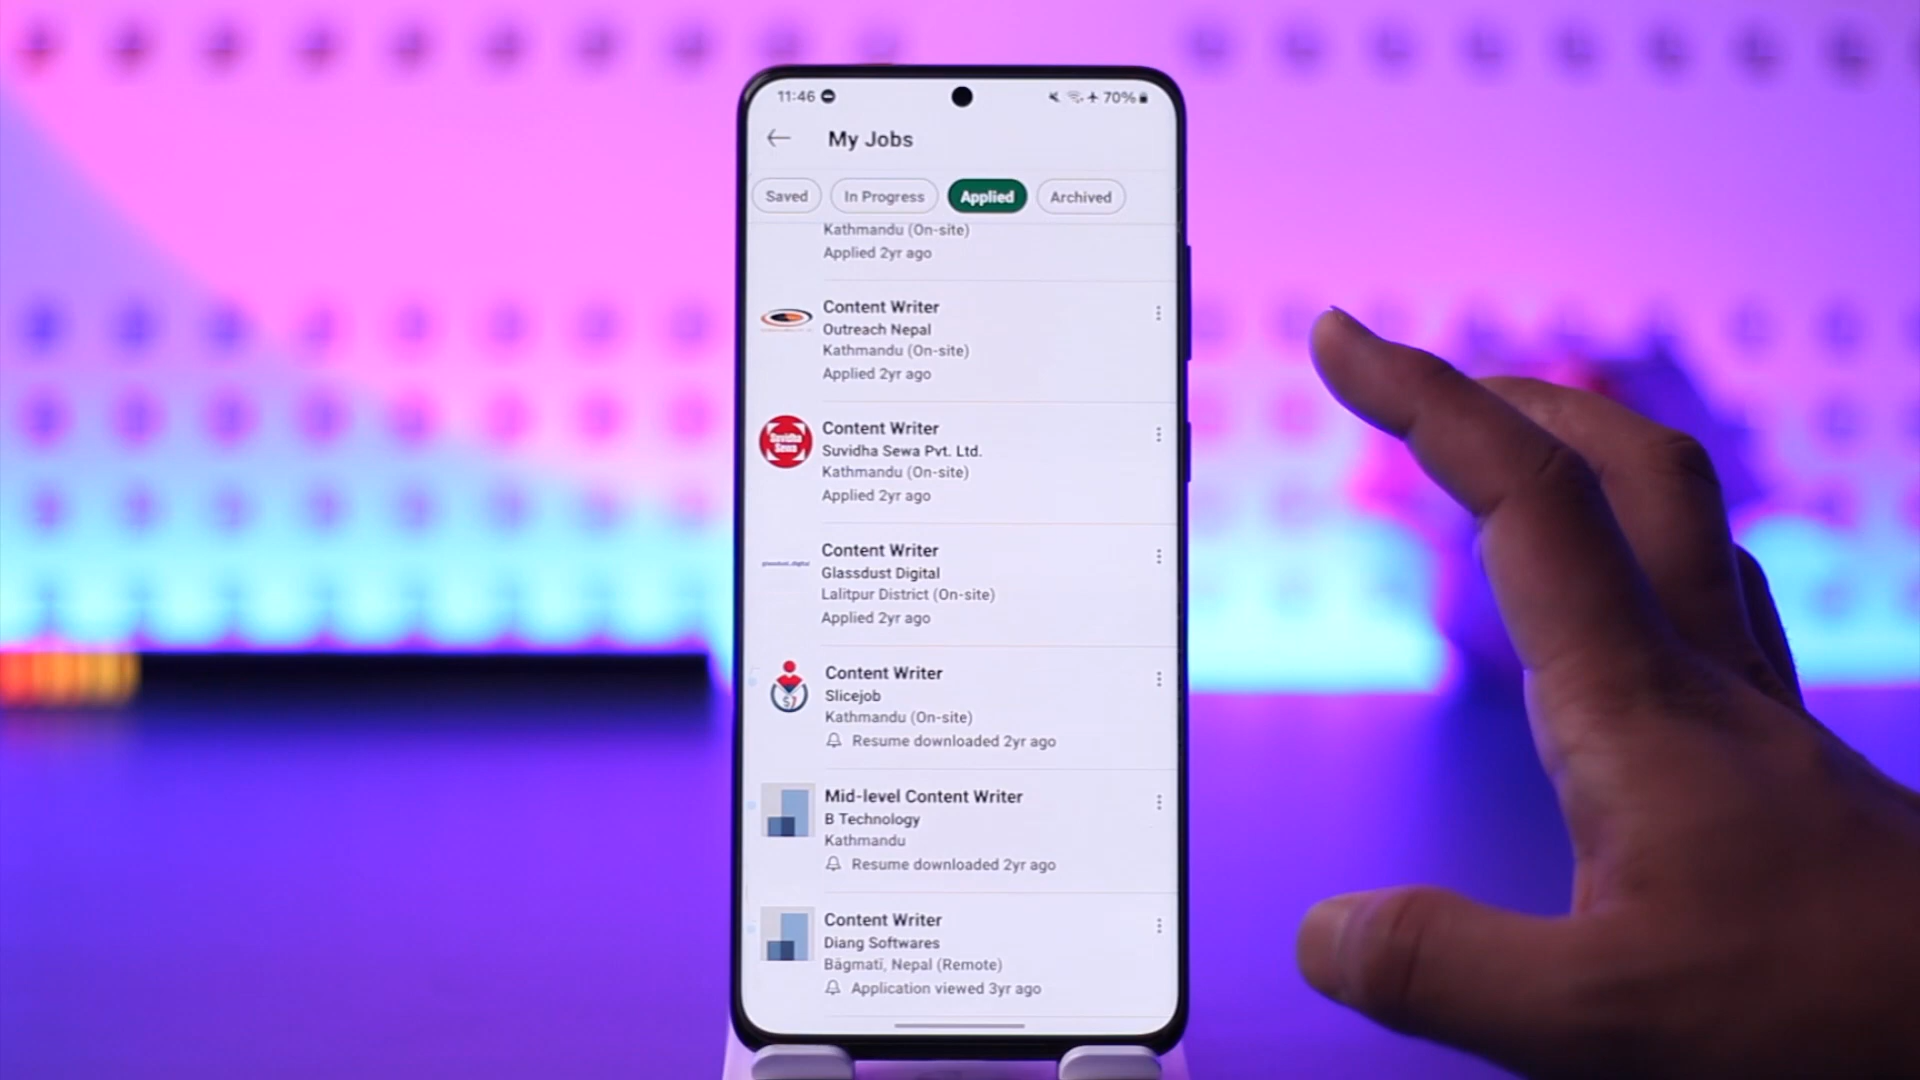 11:46
70%
My Jobs
Saved
In Progress
Applied
Archived
Kathmandu (On-site)
Applied 2yr ago
Content Writer
Outreach Nepal
Kathmandu (On-site)
Applied 2yr ago
Suvidha
Sewa
Content Writer
Suvidha Sewa Pvt. Ltd.
Kathmandu (On-site)
Applied 2yr ago
glassdust.digital
Content Writer
Glassdust Digital
Lalitpur District (On-site)
Applied 2yr ago
Content Writer
Slicejob
Kathmandu (On-site)
Resume downloaded 2yr ago
Mid-level Content Writer
B Technology
Kathmandu
Resume downloaded 2yr ago
Content Writer
Diang Softwares
Bāgmatī, Nepal (Remote)
Application viewed 3yr ago